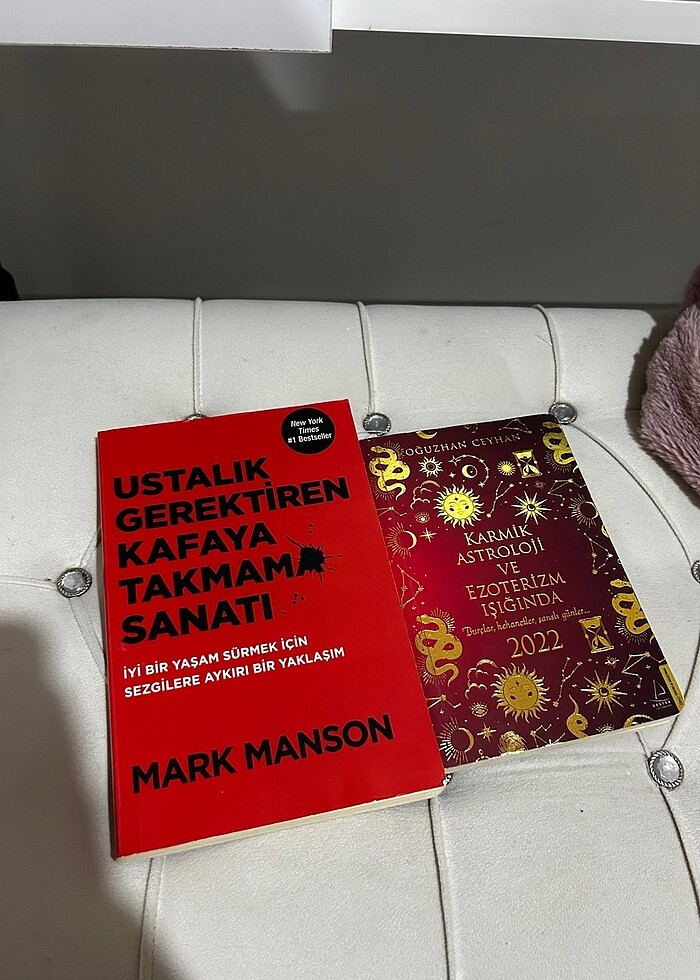 New York
Times
#1 Bestseller
USTALIK
GEREKTİREN
KAFAYA
TAKMAMA
SANATI
İYİ BİR YAŞAM SÜRMEK İÇİN
SEZGİLERE AYKIRI BİR YAKLAŞIM
MARK MANSON
OĞUZHAN CEYHAN
KARMİK
ASTROLOJİ
VE
EZOTERİZM
IŞIĞINDA
Burçlar, kehanetler, şanslı günler...
2022
DESTEK